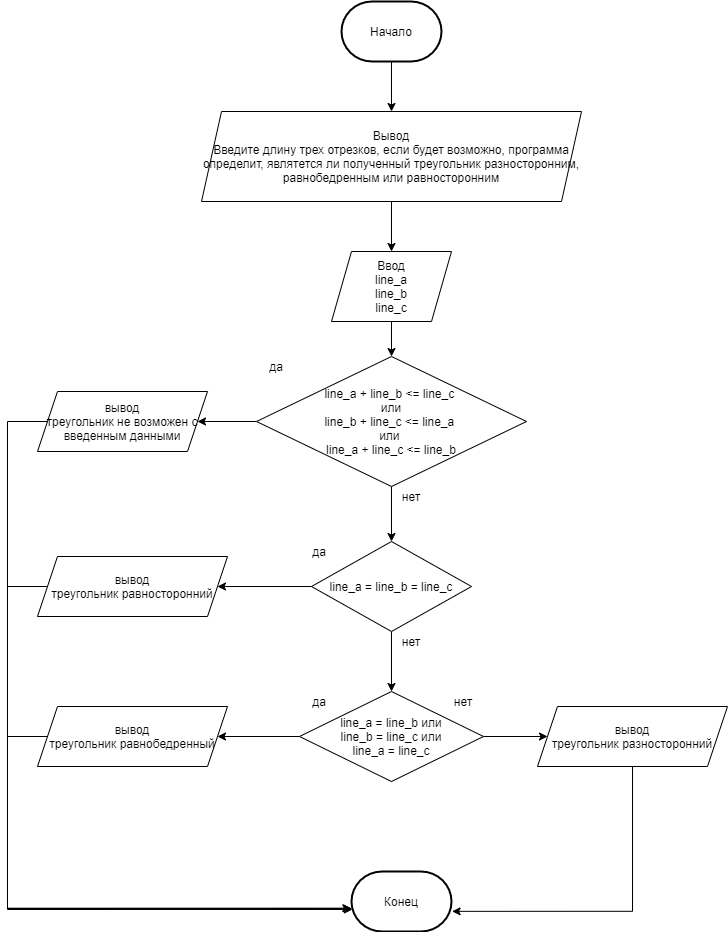 Начало
Вывод
Введите длину трех отрезков, если будет возможно, программа
определит, является ли полученный треугольник разносторонним,
равнобедренным или равносторонним
Ввод
line_a
line_b
line_c
да
line_a + line_b <= line_c
или
line_b + line_c <= line_a
или
line_a + line_c <= line_b
вывод
треугольник не возможен с
введенным данными
нет
да
line_a = line_b = line_c
вывод
треугольник равносторонний
нет
да
нет
line_a = line_b или
line_b = line_c или
line_a = line_c
вывод
треугольник равнобедренный
вывод
треугольник разносторонний
Конец